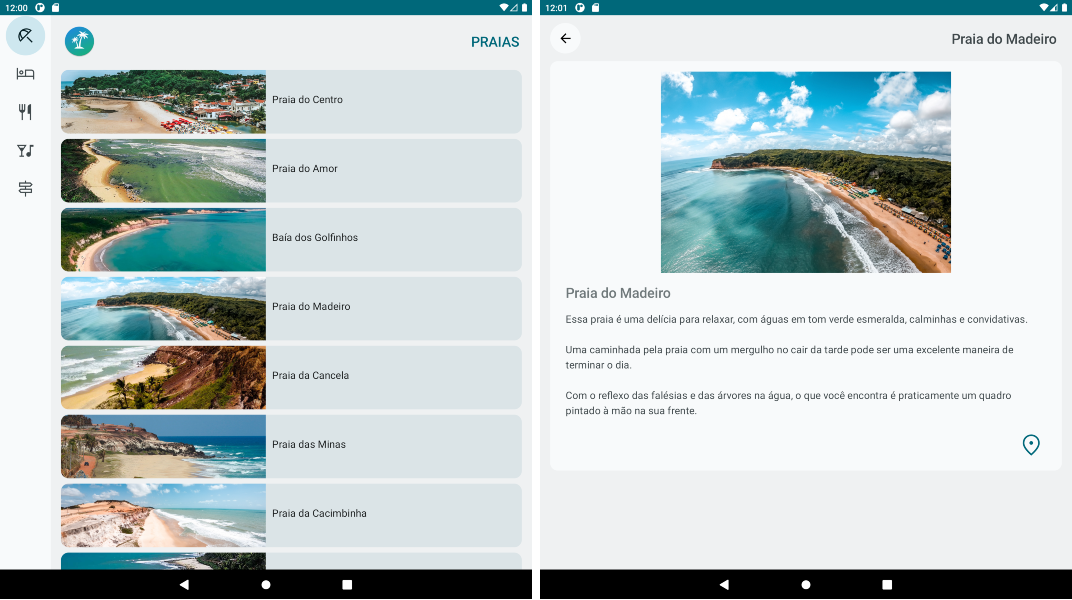 12:00
PRAIAS
Praia do Centro
Praia do Amor
Baía dos Golfinhos
Praia do Madeiro
Praia da Cancela
Praia das Minas
Praia da Cacimbinha
12:01
Praia do Madeiro
Praia do Madeiro
Essa praia é uma delícia para relaxar, com águas em tom verde esmeralda, calminhas e convidativas.
Uma caminhada pela praia com um mergulho no cair da tarde pode ser uma excelente maneira de
terminar o dia.
Com o reflexo das falésias e das árvores na água, o que você encontra é praticamente um quadro
pintado à mão na sua frente.